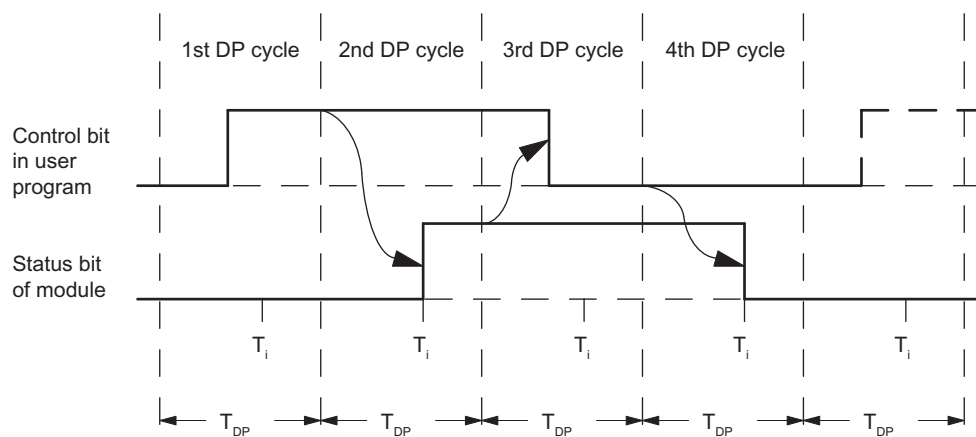 1st DP cycle 2nd DP cycle 3rd DP cycle 4th DP cycle
Control bit
in user
program
Status bit
of module
Ti Ti Ti Ti Ti
TDP TDP TDP TDP TDP